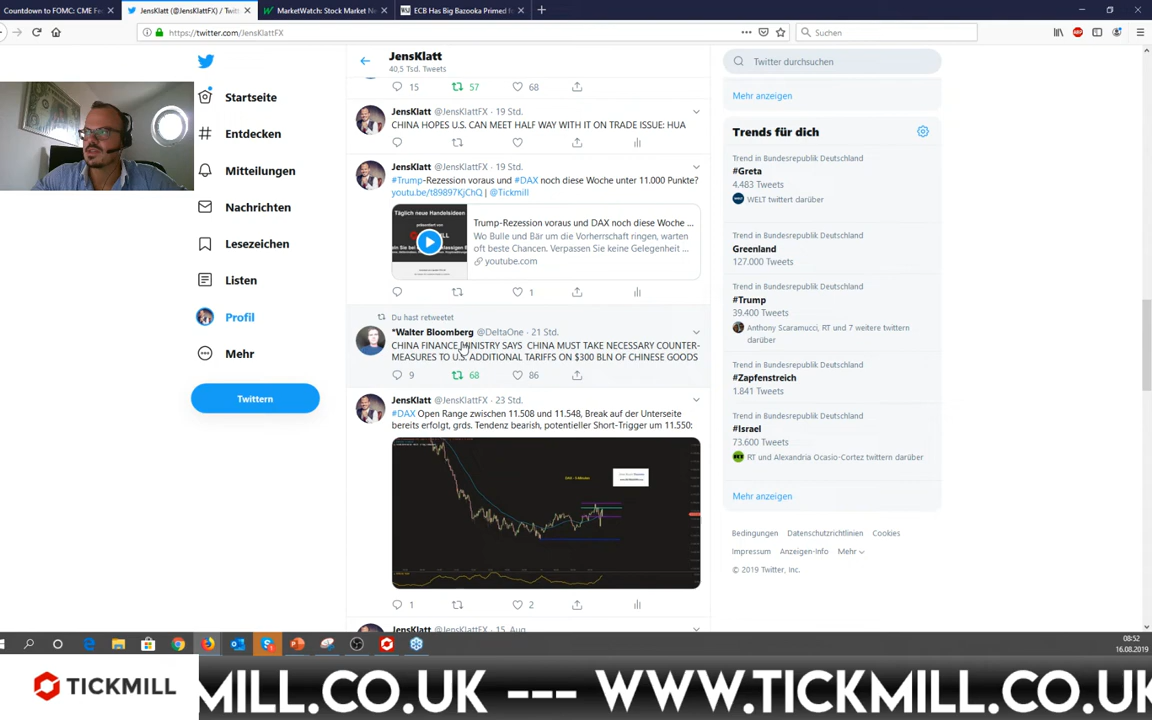 Countdown to FOMC: CME Fe
JensKlatt (@JensKlattFX) / Twitt
MarketWatch: Stock Market Ne
ECB Has Big Bazooka Primed f
https://twitter.com/JensKlattFX
Suchen
JensKlatt
40,5 Tsd. Tweets
Startseite
Entdecken
Mitteilungen
Nachrichten
Lesezeichen
Listen
Profil
Mehr
Twittern
15 57 68
JensKlatt @JensKlattFX · 19 Std.
CHINA HOPES U.S. CAN MEET HALF WAY WITH IT ON TRADE ISSUE: HUA
JensKlatt @JensKlattFX · 19 Std.
#Trump-Rezession voraus und #DAX noch diese Woche unter 11.000 Punkte?
youtu.be/t89897KjChQ | @Tickmill
Täglich neue Handelsideen
Trump-Rezession voraus und DAX noch diese Woche ...
Wo Bulle und Bär um die Vorherrschaft ringen, warten
oft beste Chancen. Verpassen Sie keine Gelegenheit ...
youtube.com
1
Du hast retweetet
*Walter Bloomberg @DeltaOne · 21 Std.
CHINA FINANCE MINISTRY SAYS CHINA MUST TAKE NECESSARY COUNTER-
MEASURES TO U.S. ADDITIONAL TARIFFS ON $300 BLN OF CHINESE GOODS
9 68 86
JensKlatt @JensKlattFX · 23 Std.
#DAX Open Range zwischen 11.508 und 11.548, Break auf der Unterseite
bereits erfolgt, grds. Tendenz bearish, potentieller Short-Trigger um 11.550:
1 2
JensKlatt @JensKlattFX · 15. Aug.
Twitter durchsuchen
Mehr anzeigen
Trends für dich
Trend in Bundesrepublik Deutschland
#Greta
4.483 Tweets
WELT twittert darüber
Trend in Bundesrepublik Deutschland
Greenland
127.000 Tweets
Trend in Bundesrepublik Deutschland
#Trump
39.400 Tweets
Anthony Scaramucci, RT und 7 weitere twittern
darüber
Trend in Bundesrepublik Deutschland
#Zapfenstreich
1.841 Tweets
Trend in Bundesrepublik Deutschland
#Israel
73.600 Tweets
RT und Alexandria Ocasio-Cortez twittern darüber
Mehr anzeigen
Bedingungen Datenschutzrichtlinien Cookies
Impressum Anzeigen-Info Mehr
© 2019 Twitter, Inc.
08:52
16.08.2019
TICKMILL
MILL.CO.UK --- WWW.TICKMILL.CO.UK